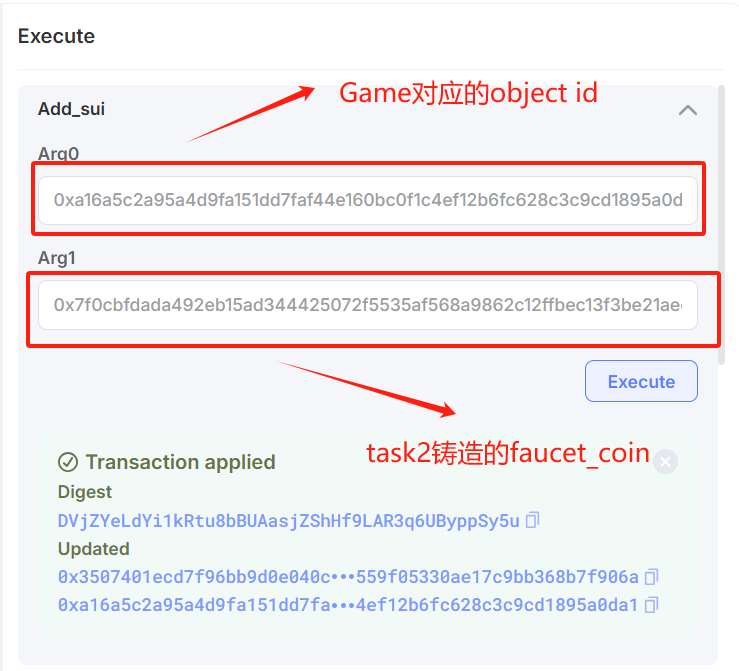 Execute
Game对应的object id
Add_sui
Arg0
0xa16a5c2a95a4d9fa151dd7faf44e160bc0f1c4ef12b6fc628c3c9cd1895a0d
Arg1
0x7f0cbfdada492eb15ad344425072f5535af568a9862c12ffbec13f3be21ae
Execute
task2铸造的faucet_coin
Transaction applied
Digest
DVjZYeLdYi1kRtu8bBUAasjZShHf9LAR3q6UByppSy5u
Updated
0x3507401ecd7f96bb9d0e040c•••559f05330ae17c9bb368b7f906a
0xa16a5c2a95a4d9fa151dd7fa•••4ef12b6fc628c3c9cd1895a0da1